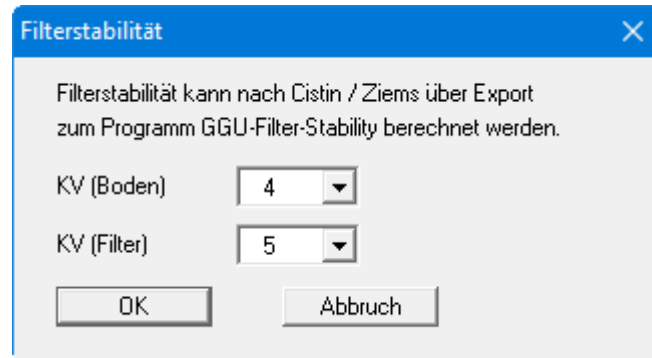 Filterstabilität
Filterstabilität kann nach Cistin / Ziems über Export
zum Programm GGU-Filter-Stability berechnet werden.
KV (Boden) 4
KV (Filter) 5
OK Abbruch